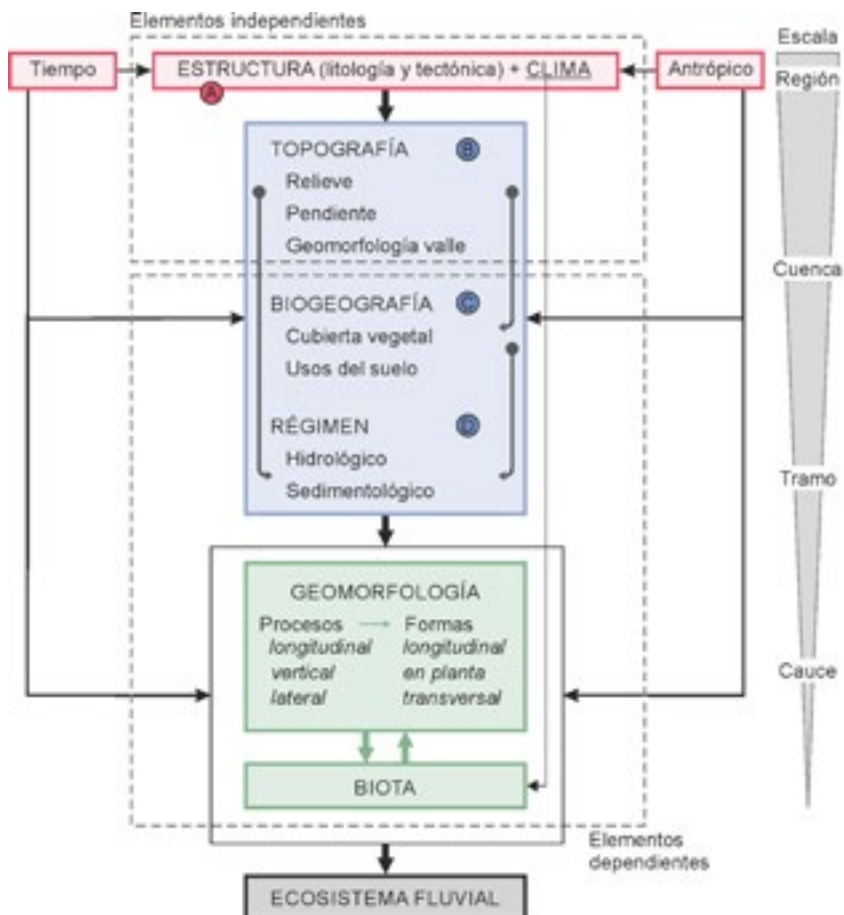 Elementos independientes
Escala
Tiempo
ESTRUCTURA (litología y tectónica) + CLIMA
Antrópico
Región
A
TOPOGRAFÍA
B
Relieve
Pendiente
Geomorfología valle
Cuenca
BIOGEOGRAFÍA
C
Cubierta vegetal
Usos del suelo
RÉGIMEN
D
Hidrológico
Sedimentológico
Tramo
GEOMORFOLOGÍA
Procesos
Formas
longitudinal
longitudinal
vertical
en planta
lateral
transversal
Cauce
BIOTA
Elementos
dependientes
ECOSISTEMA FLUVIAL